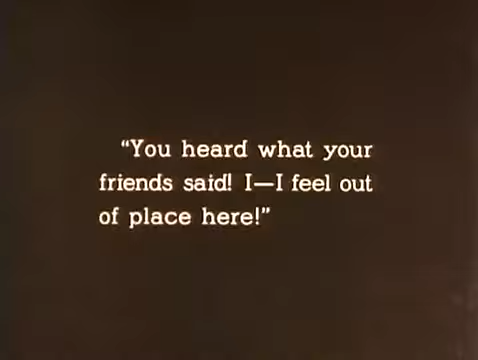 “You heard what your
friends said! I—I feel out
of place here!”